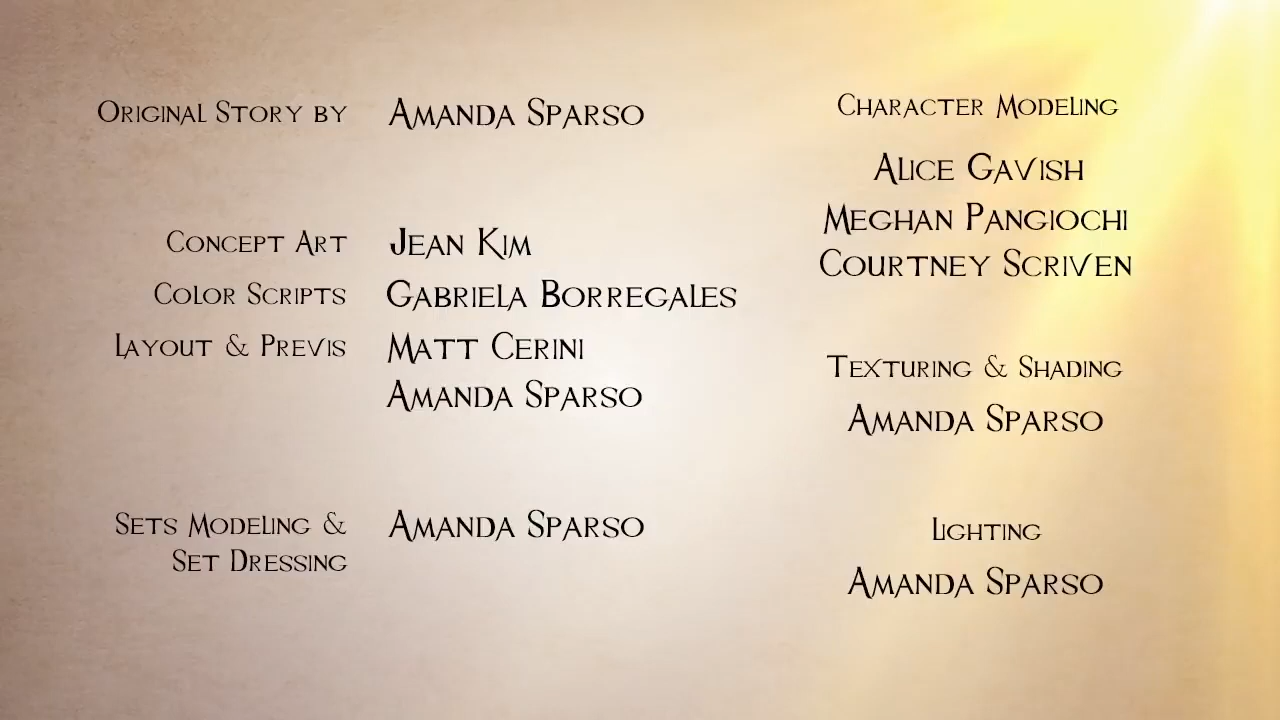 Original Story by Amanda Sparso
Concept Art Jean Kim
Color Scripts Gabriela Borregales
Layout & Previs Matt Cerini
Amanda Sparso
Sets Modeling & Amanda Sparso
Set Dressing
Character Modeling
Alice Gavish
Meghan Pangiochi
Courtney Scriven
Texturing & Shading
Amanda Sparso
Lighting
Amanda Sparso